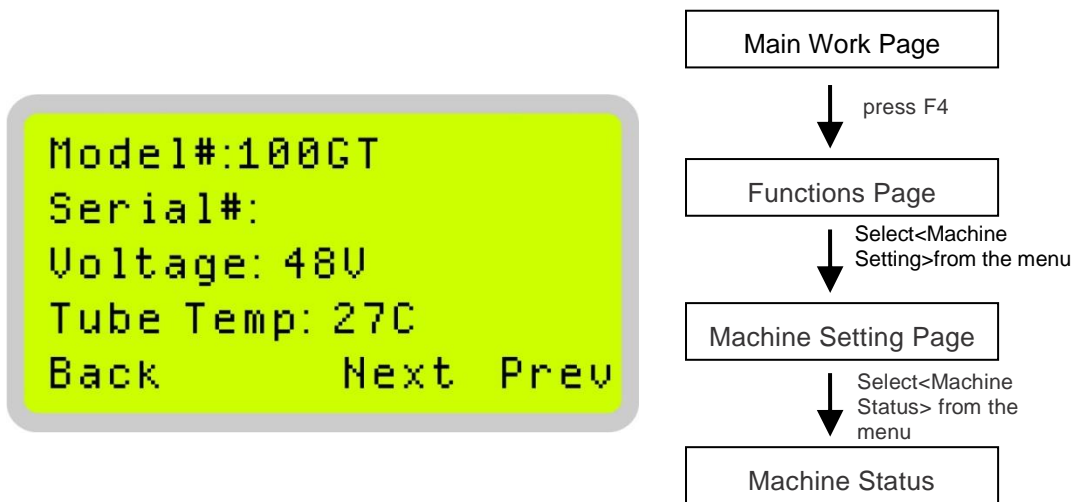 Model#:100GT
Serial#:
Voltage: 48V
Tube Temp: 27C
Back Next Prev
Main Work Page
press F4
Functions Page
Select<Machine
Setting>from the menu
Machine Setting Page
Select<Machine
Status> from the
menu
Machine Status